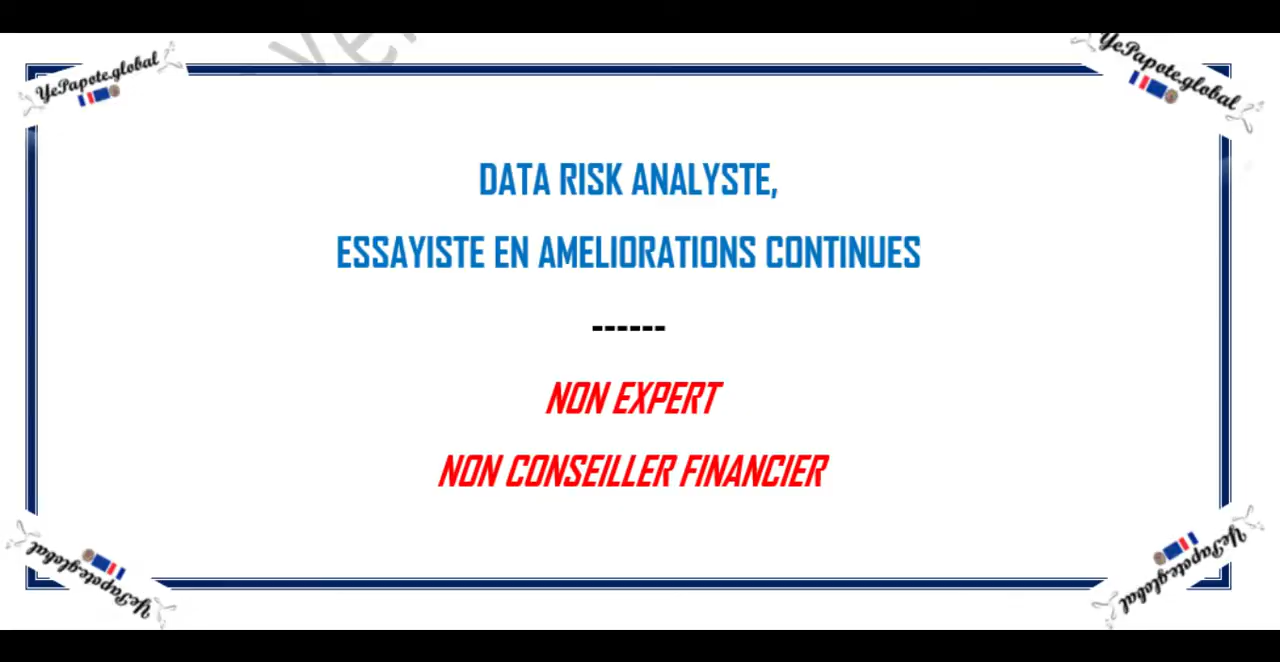 YePapote.global
YePapote.global
DATA RISK ANALYSTE,
ESSAYISTE EN AMELIORATIONS CONTINUES
------
NON EXPERT
NON CONSEILLER FINANCIER
YePapote.global
YePapote.global